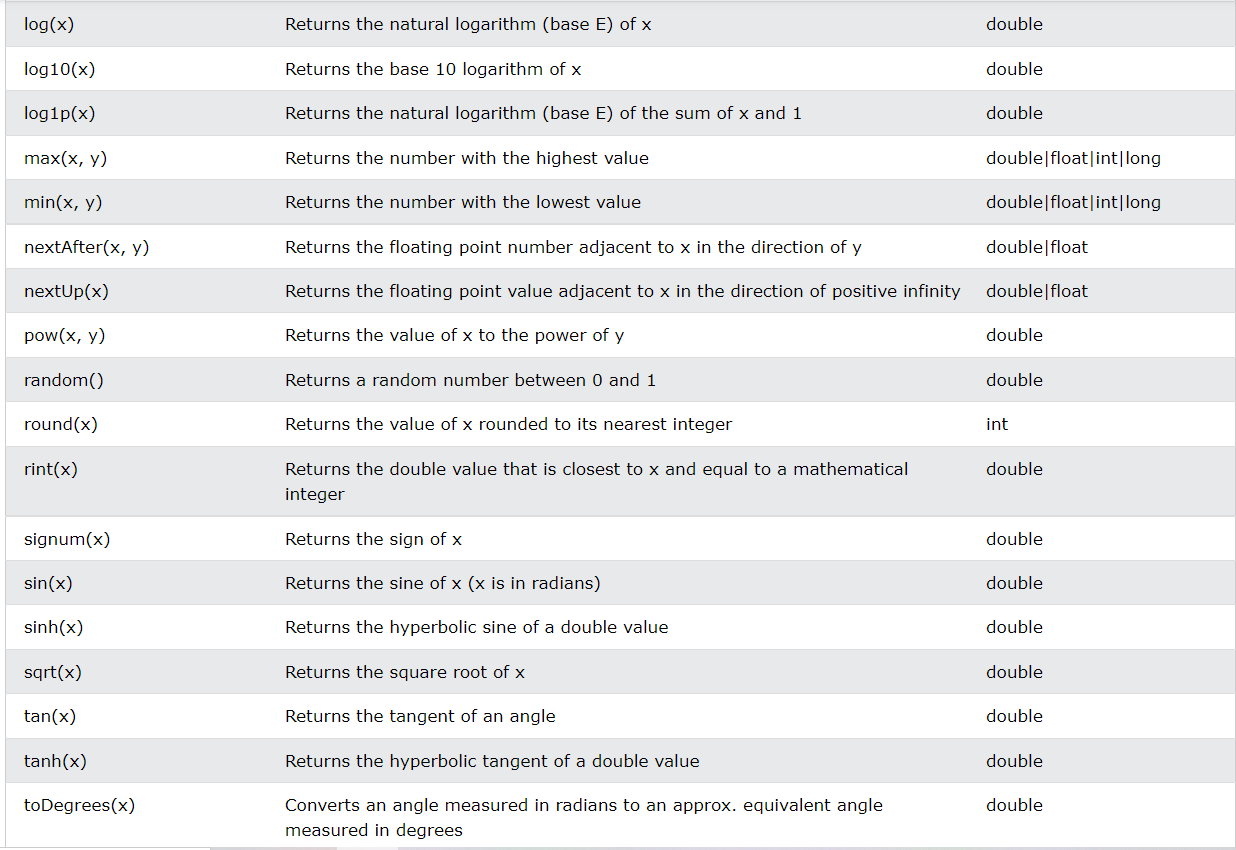 log(x) Returns the natural logarithm (base E) of x double
log10(x) Returns the base 10 logarithm of x double
log1p(x) Returns the natural logarithm (base E) of the sum of x and 1 double
max(x, y) Returns the number with the highest value double|float|int|long
min(x, y) Returns the number with the lowest value double|float|int|long
nextAfter(x, y) Returns the floating point number adjacent to x in the direction of y double|float
nextUp(x) Returns the floating point value adjacent to x in the direction of positive infinity double|float
pow(x, y) Returns the value of x to the power of y double
random() Returns a random number between 0 and 1 double
round(x) Returns the value of x rounded to its nearest integer int
rint(x) Returns the double value that is closest to x and equal to a mathematical double
integer
signum(x) Returns the sign of x double
sin(x) Returns the sine of x (x is in radians) double
sinh(x) Returns the hyperbolic sine of a double value double
sqrt(x) Returns the square root of x double
tan(x) Returns the tangent of an angle double
tanh(x) Returns the hyperbolic tangent of a double value double
toDegrees(x) Converts an angle measured in radians to an approx. equivalent angle double
measured in degrees